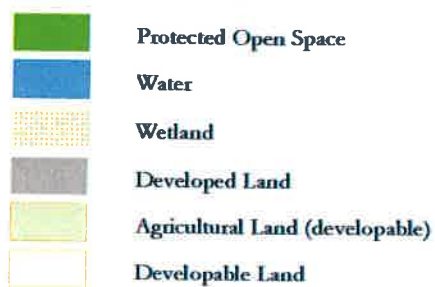 Protected Open Space
Water
Wetland
Developed Land
Agricultural Land (developable)
Developable Land